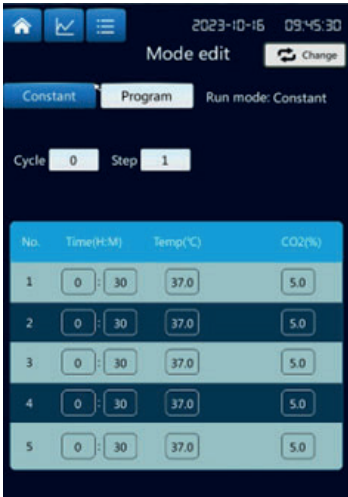 2023-10-16 09:45:30
Mode edit
Change
Constant Program Run mode: Constant
Cycle 0 Step 1
No. Time(H:M) Temp(℃) CO2(%)
1 0 : 30 37.0 5.0
2 0 : 30 37.0 5.0
3 0 : 30 37.0 5.0
4 0 : 30 37.0 5.0
5 0 : 30 37.0 5.0